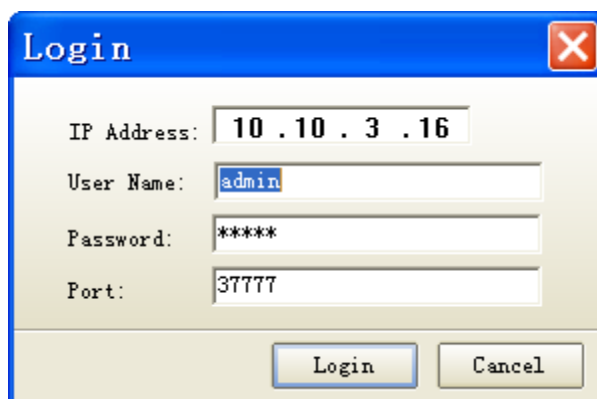 Login
IP Address: 10 .10 . 3 .16
User Name: admin
Password: *****
Port: 37777
Login Cancel